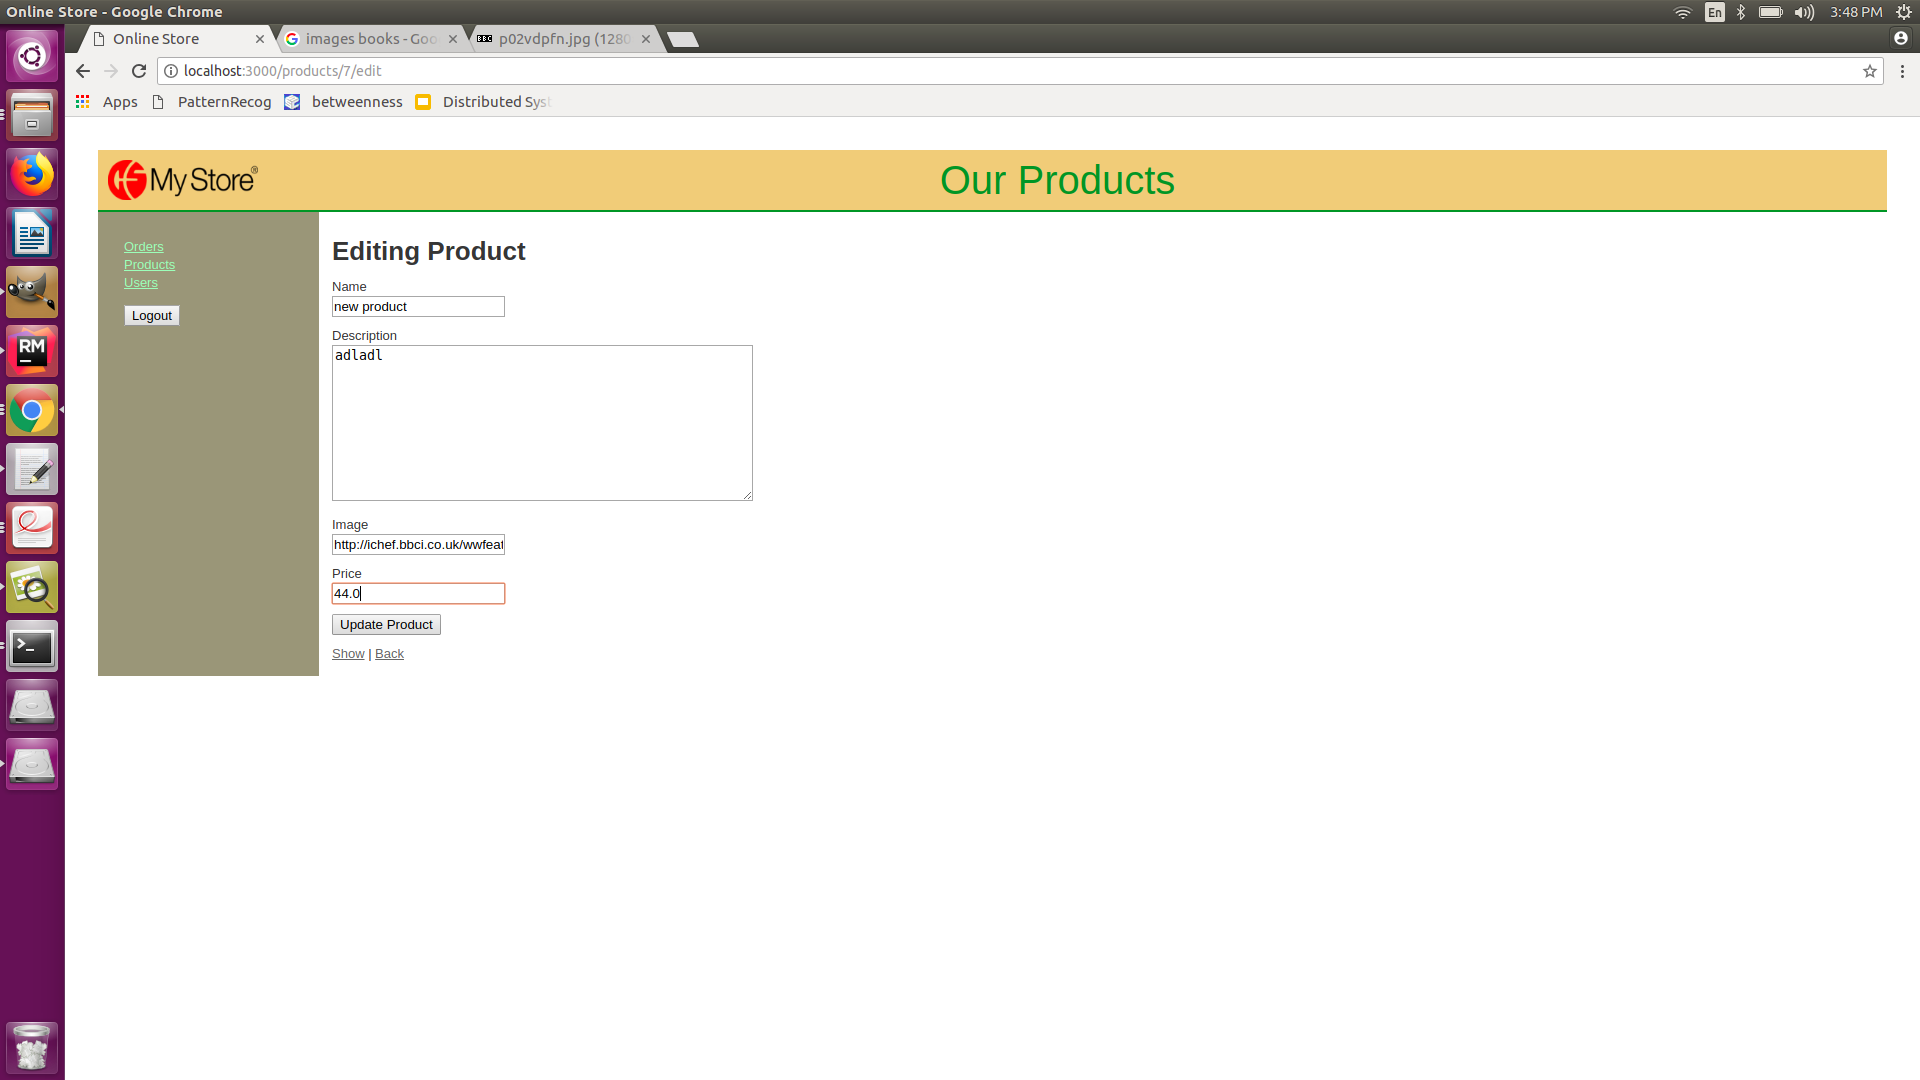 Online Store - Google Chrome
En
3:48 PM
Online Store
images books - Goo
BBC
p02vdpfn.jpg (1280
localhost:3000/products/7/edit
Apps
PatternRecog
betweenness
Distributed Syst
My Store®
Our Products
Orders
Products
Users
Logout
Editing Product
Name
new product
Description
adladl
Image
http://ichef.bbci.co.uk/wwfeat
Price
44.0
Update Product
Show | Back
RM